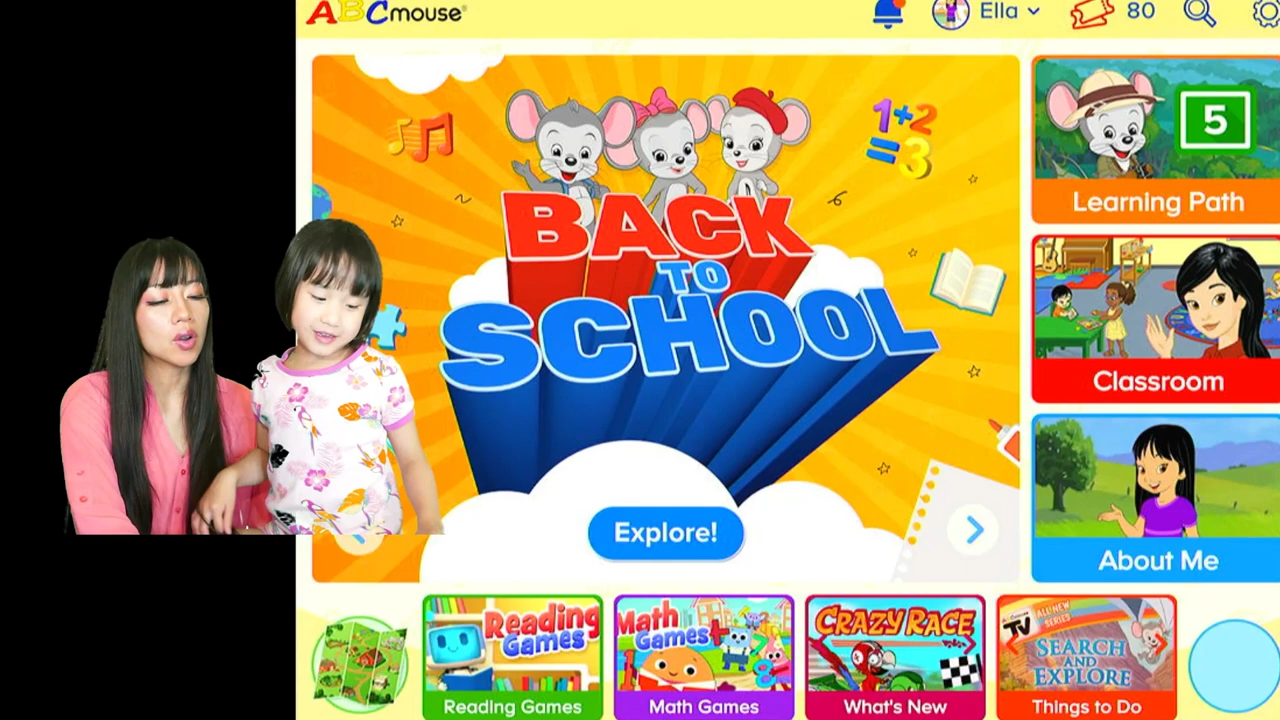 ABCmouse®
Ella
80
1+2
=3
BACK
TO
SCHOOL
Explore!
5
Learning Path
Classroom
About Me
Reading
Games
Reading Games
Math
Games
Math Games
CRAZY RACE
What's New
TV
ALL-NEW
SERIES
SEARCH
AND
EXPLORE
Things to Do